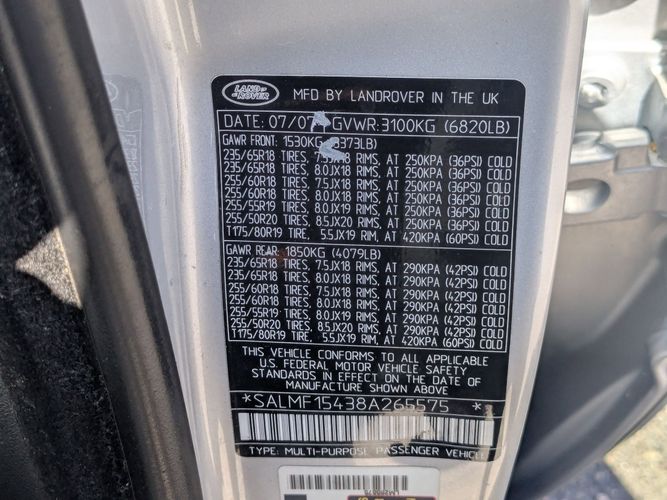 LAND ROVER
MFD BY LANDROVER IN THE UK
DATE: 07/07 GVWR:3100KG (6820LB)
GAWR FRONT: 1530KG (3373LB)
235/65R18 TIRES, 7.5JX18 RIMS, AT 250KPA (36PSI) COLD
235/65R18 TIRES, 8.0JX18 RIMS, AT 250KPA (36PSI) COLD
255/60R18 TIRES, 7.5JX18 RIMS, AT 250KPA (36PSI) COLD
255/60R18 TIRES, 8.0JX18 RIMS, AT 250KPA (36PSI) COLD
255/55R19 TIRES, 8.0JX19 RIMS, AT 250KPA (36PSI) COLD
255/50R20 TIRES, 8.5JX20 RIMS, AT 250KPA (36PSI) COLD
T175/80R19 TIRE, 5.5JX19 RIM, AT 420KPA (60PSI) COLD
GAWR REAR: 1850KG (4079LB)
235/65R18 TIRES, 7.5JX18 RIMS, AT 290KPA (42PSI) COLD
235/65R18 TIRES, 8.0JX18 RIMS, AT 290KPA (42PSI) COLD
255/60R18 TIRES, 7.5JX18 RIMS, AT 290KPA (42PSI) COLD
255/60R18 TIRES, 8.0JX18 RIMS, AT 290KPA (42PSI) COLD
255/55R19 TIRES, 8.0JX19 RIMS, AT 290KPA (42PSI) COLD
255/50R20 TIRES, 8.5JX20 RIMS, AT 290KPA (42PSI) COLD
T175/80R19 TIRE, 5.5JX19 RIM, AT 420KPA (60PSI) COLD
THIS VEHICLE CONFORMS TO ALL APPLICABLE
U.S. FEDERAL MOTOR VEHICLE SAFETY
STANDARDS IN EFFECT ON THE DATE OF
MANUFACTURE SHOWN ABOVE
*SALMF15438A265575 *
TYPE: MULTI-PURPOSE PASSENGER VEHICLE